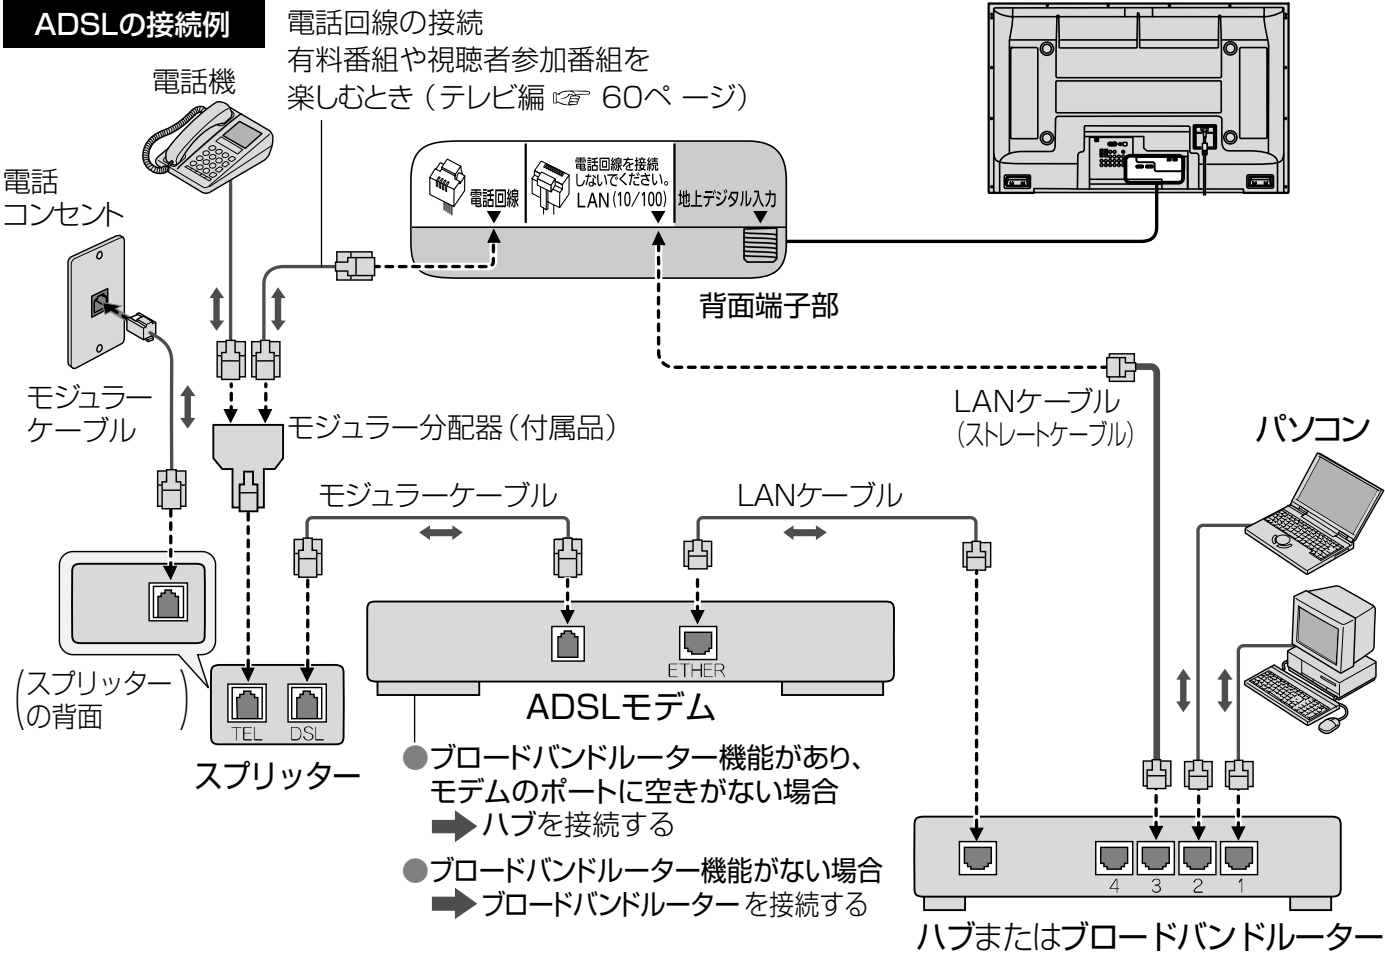 ADSLの接続例
電話回線の接続
有料番組や視聴者参加番組を
楽しむとき（テレビ編 ☞ 60ページ）
電話機
電話
コンセント
電話回線
電話回線を接続
しないでください。
LAN(10/100)
地上デジタル入力
背面端子部
モジュラー
ケーブル
モジュラー分配器（付属品）
LANケーブル
（ストレートケーブル）
パソコン
モジュラーケーブル
LANケーブル
ETHER
ADSLモデム
（スプリッター
の背面）
TEL
DSL
スプリッター
●ブロードバンドルーター機能があり、
モデムのポートに空きがない場合
➡ハブを接続する
●ブロードバンドルーター機能がない場合
➡ブロードバンドルーターを接続する
4 3 2 1
ハブまたはブロードバンドルーター